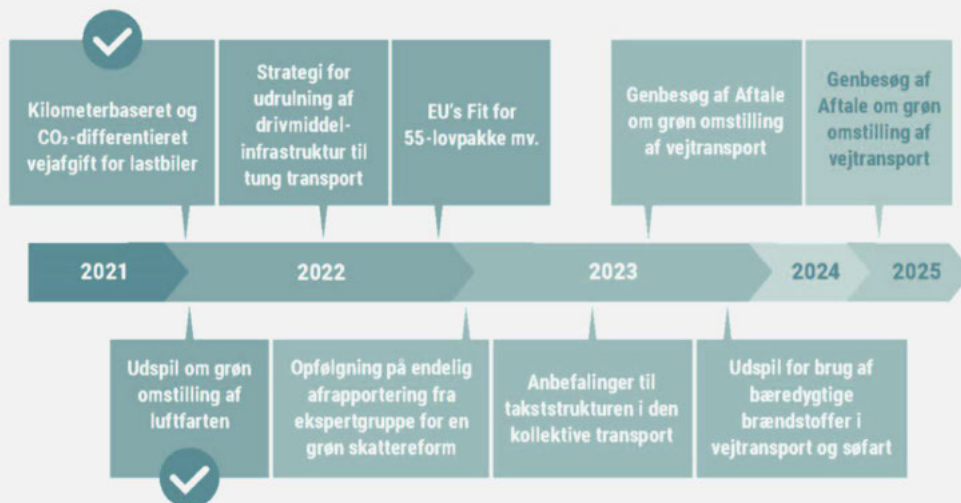 Kilometerbaseret og
CO₂-differentieret
vejafgift for lastbiler
Strategi for
udrulning af
drivmiddel-
infrastruktur til
tung transport
EU's Fit for
55-lovpakke mv.
Genbesøg af Aftale
om grøn omstilling
af vejtransport
Genbesøg af
Aftale om grøn
omstilling af
vejtransport
2021
2022
2023
2024
2025
Udspil om grøn
omstilling af
luftfarten
Opfølgning på endelig
afrapportering fra
ekspertgruppe for en
grøn skattereform
Anbefalinger til
takststrukturen i den
kollektive transport
Udspil for brug af
bæredygtige
brændstoffer i
vejtransport og søfart